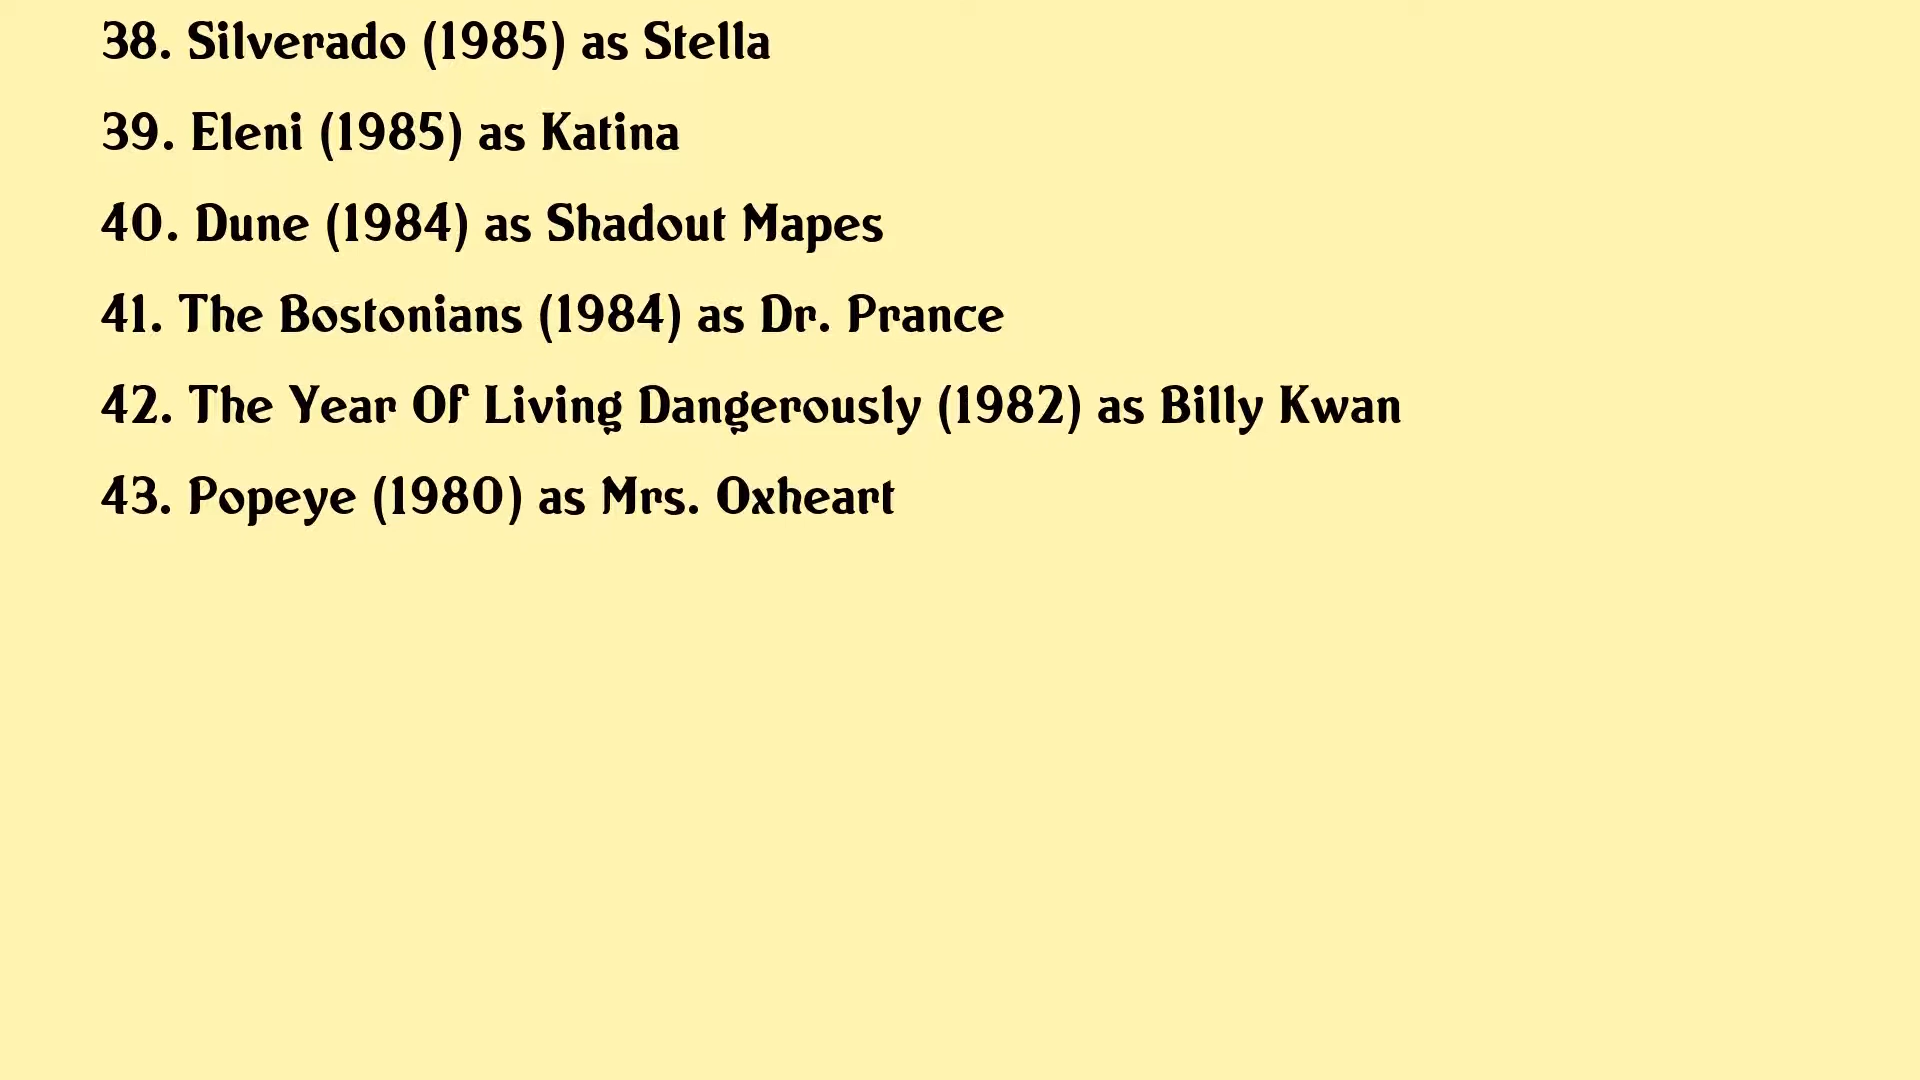 38. Silverado (1985) as Stella
39. Eleni (1985) as Katina
40. Dune (1984) as Shadout Mapes
41. The Bostonians (1984) as Dr. Prance
42. The Year Of Living Dangerously (1982) as Billy Kwan
43. Popeye (1980) as Mrs. Oxheart